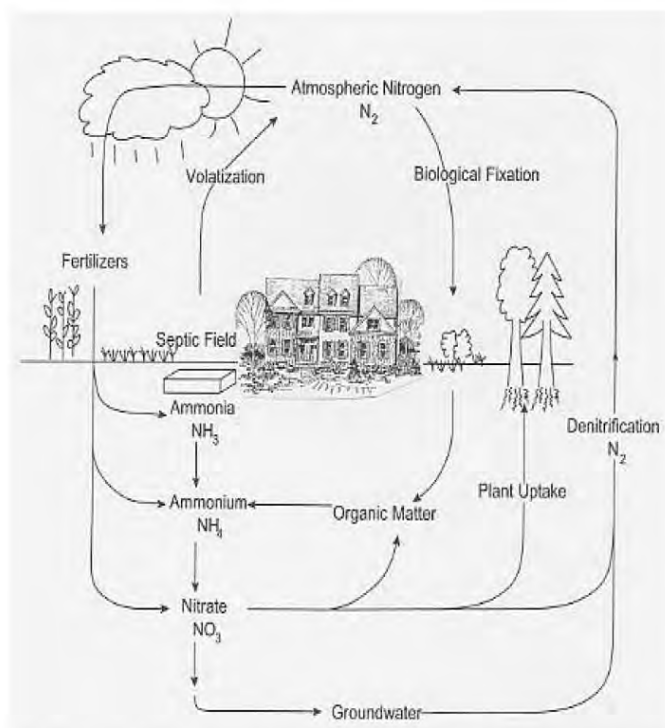 Atmospheric Nitrogen
N₂
Volatization
Biological Fixation
Fertilizers
Septic Field
Ammonia
NH₃
Denitrification
N₂
Plant Uptake
Ammonium
NH₄
Organic Matter
Nitrate
NO₃
Groundwater